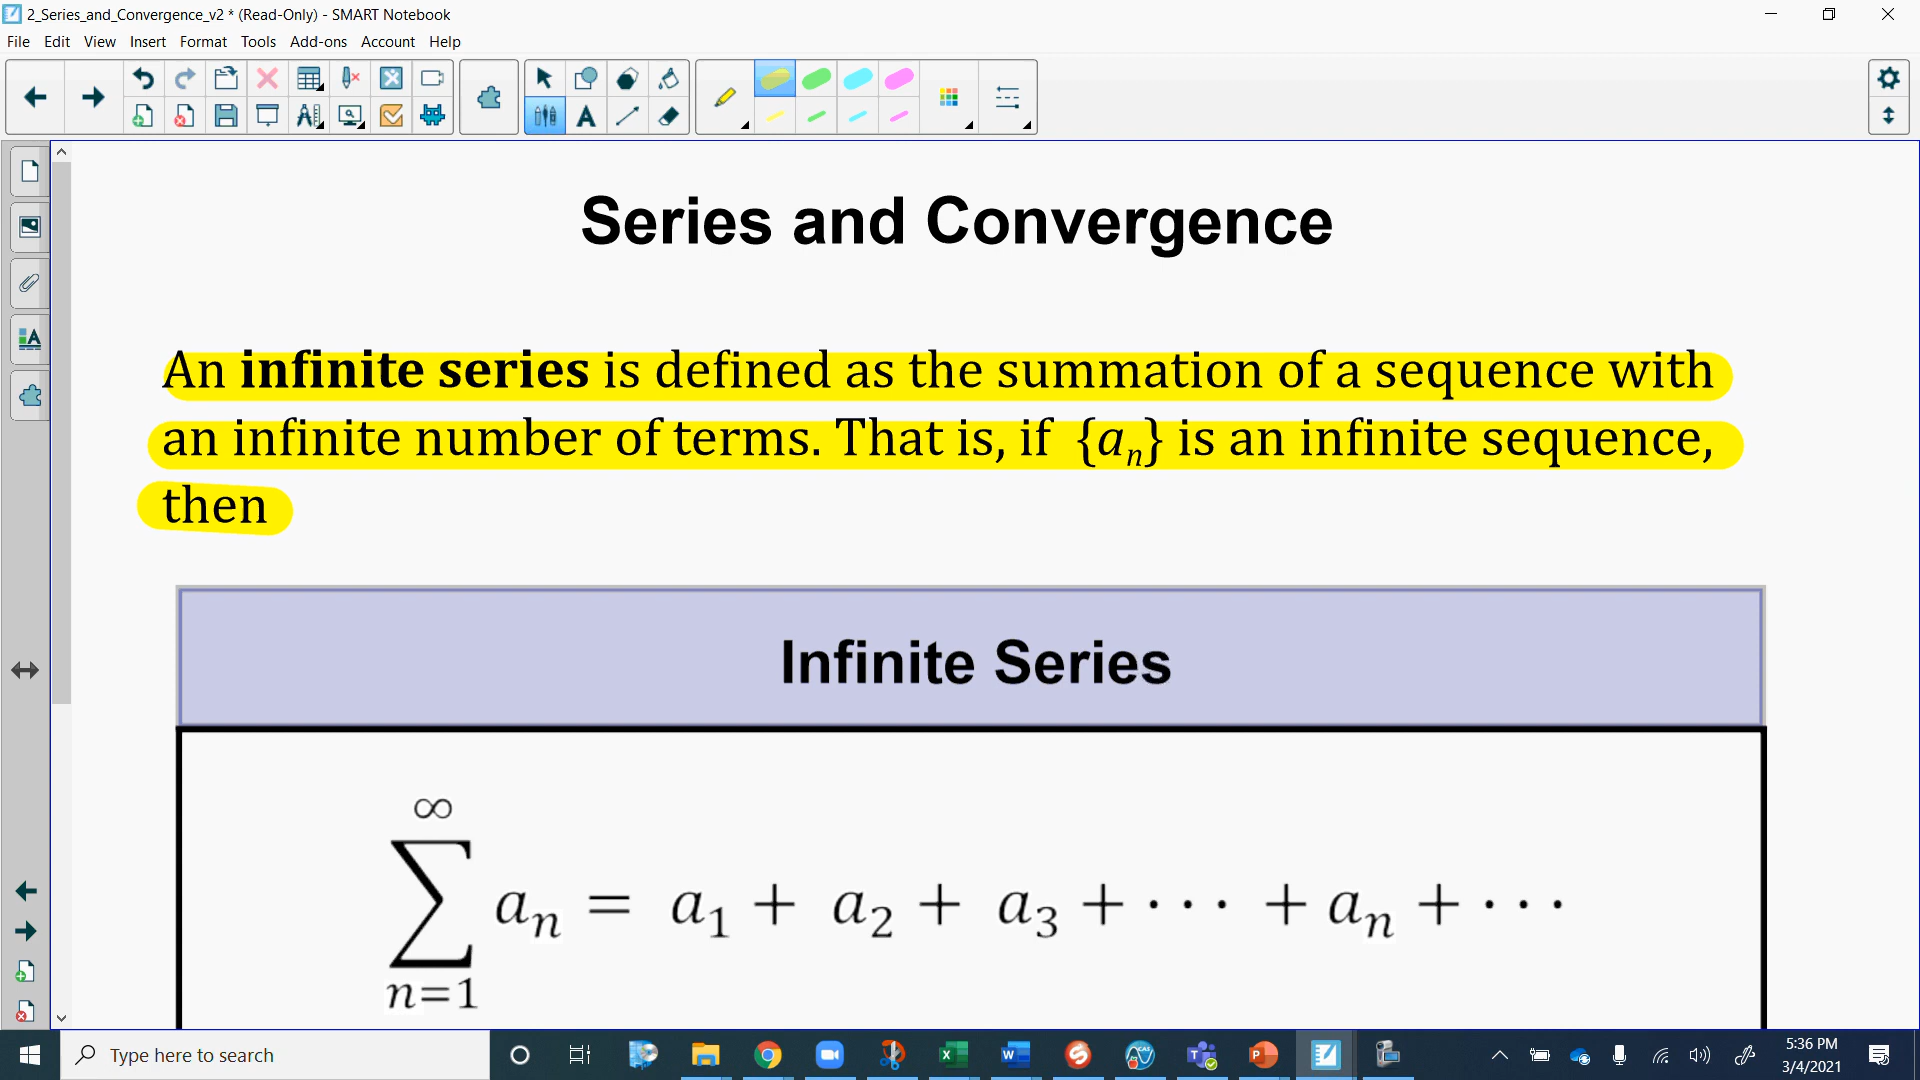 2_Series_and_Convergence_v2 * (Read-Only) - SMART Notebook
File Edit View Insert Format Tools Add-ons Account Help
Series and Convergence
An infinite series is defined as the summation of a sequence with
an infinite number of terms. That is, if {aₙ} is an infinite sequence,
then
Infinite Series
∞
∑ aₙ = a₁ + a₂ + a₃ + ··· + aₙ + ···
n=1
Type here to search
5:36 PM
3/4/2021